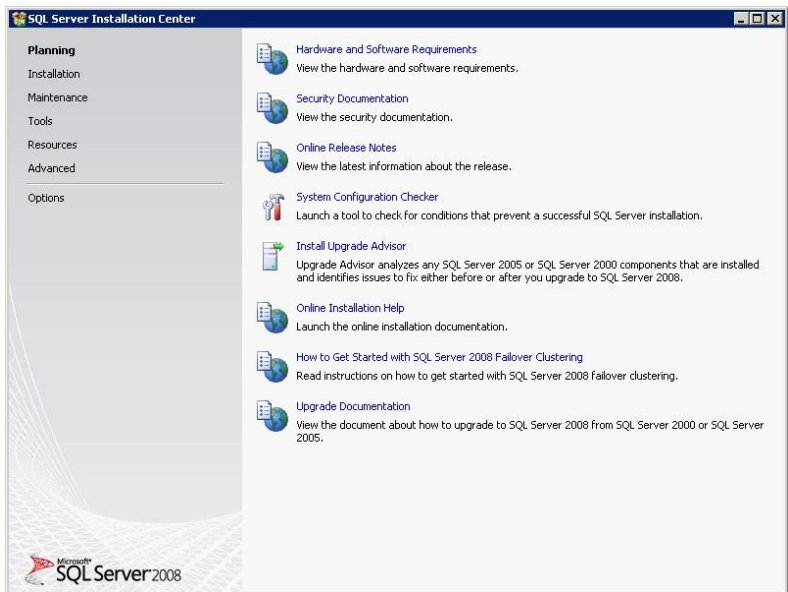 SQL Server Installation Center
Planning
Installation
Maintenance
Tools
Resources
Advanced
Options
Hardware and Software Requirements
View the hardware and software requirements.
Security Documentation
View the security documentation.
Online Release Notes
View the latest information about the release.
System Configuration Checker
Launch a tool to check for conditions that prevent a successful SQL Server installation.
Install Upgrade Advisor
Upgrade Advisor analyzes any SQL Server 2005 or SQL Server 2000 components that are installed
and identifies issues to fix either before or after you upgrade to SQL Server 2008.
Online Installation Help
Launch the online installation documentation.
How to Get Started with SQL Server 2008 Failover Clustering
Read instructions on how to get started with SQL Server 2008 failover clustering.
Upgrade Documentation
View the document about how to upgrade to SQL Server 2008 from SQL Server 2000 or SQL Server
2005.
Microsoft
SQL Server 2008